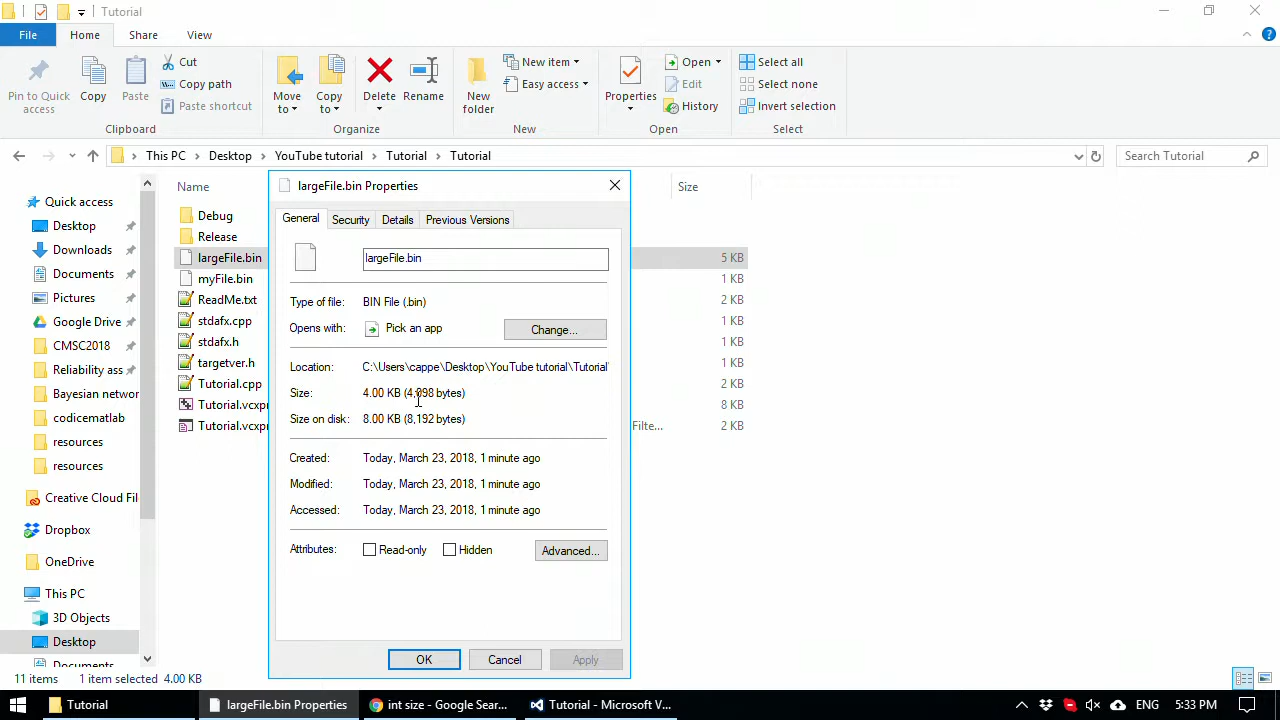 Tutorial
File Home Share View
Pin to Quick access
Copy
Paste
Cut
Copy path
Paste shortcut
Clipboard
Move to
Copy to
Delete
Rename
Organize
New folder
New item
Easy access
New
Properties
Open
Edit
History
Open
Select all
Select none
Invert selection
Select
This PC > Desktop > YouTube tutorial > Tutorial > Tutorial
Search Tutorial
Quick access
Desktop
Downloads
Documents
Pictures
Google Drive
CMSC2018
Reliability ass
Bayesian netwo
codicematlab
resources
resources
Creative Cloud Fil
Dropbox
OneDrive
This PC
3D Objects
Desktop
Documents
Name Size
Debug
Release
largeFile.bin 5 KB
myFile.bin 1 KB
ReadMe.txt 2 KB
stdafx.cpp 1 KB
stdafx.h 1 KB
targetver.h 1 KB
Tutorial.cpp 2 KB
Tutorial.vcxpr 8 KB
Tutorial.vcxpr Filte... 2 KB
largeFile.bin Properties
General Security Details Previous Versions
largeFile.bin
Type of file: BIN File (.bin)
Opens with: Pick an app Change...
Location: C:\Users\cappe\Desktop\YouTube tutorial\Tutorial\
Size: 4.00 KB (4,098 bytes)
Size on disk: 8.00 KB (8,192 bytes)
Created: Today, March 23, 2018, 1 minute ago
Modified: Today, March 23, 2018, 1 minute ago
Accessed: Today, March 23, 2018, 1 minute ago
Attributes: Read-only Hidden Advanced...
OK Cancel Apply
11 items 1 item selected 4.00 KB
Tutorial largeFile.bin Properties int size - Google Sear... Tutorial - Microsoft V... ENG 5:33 PM